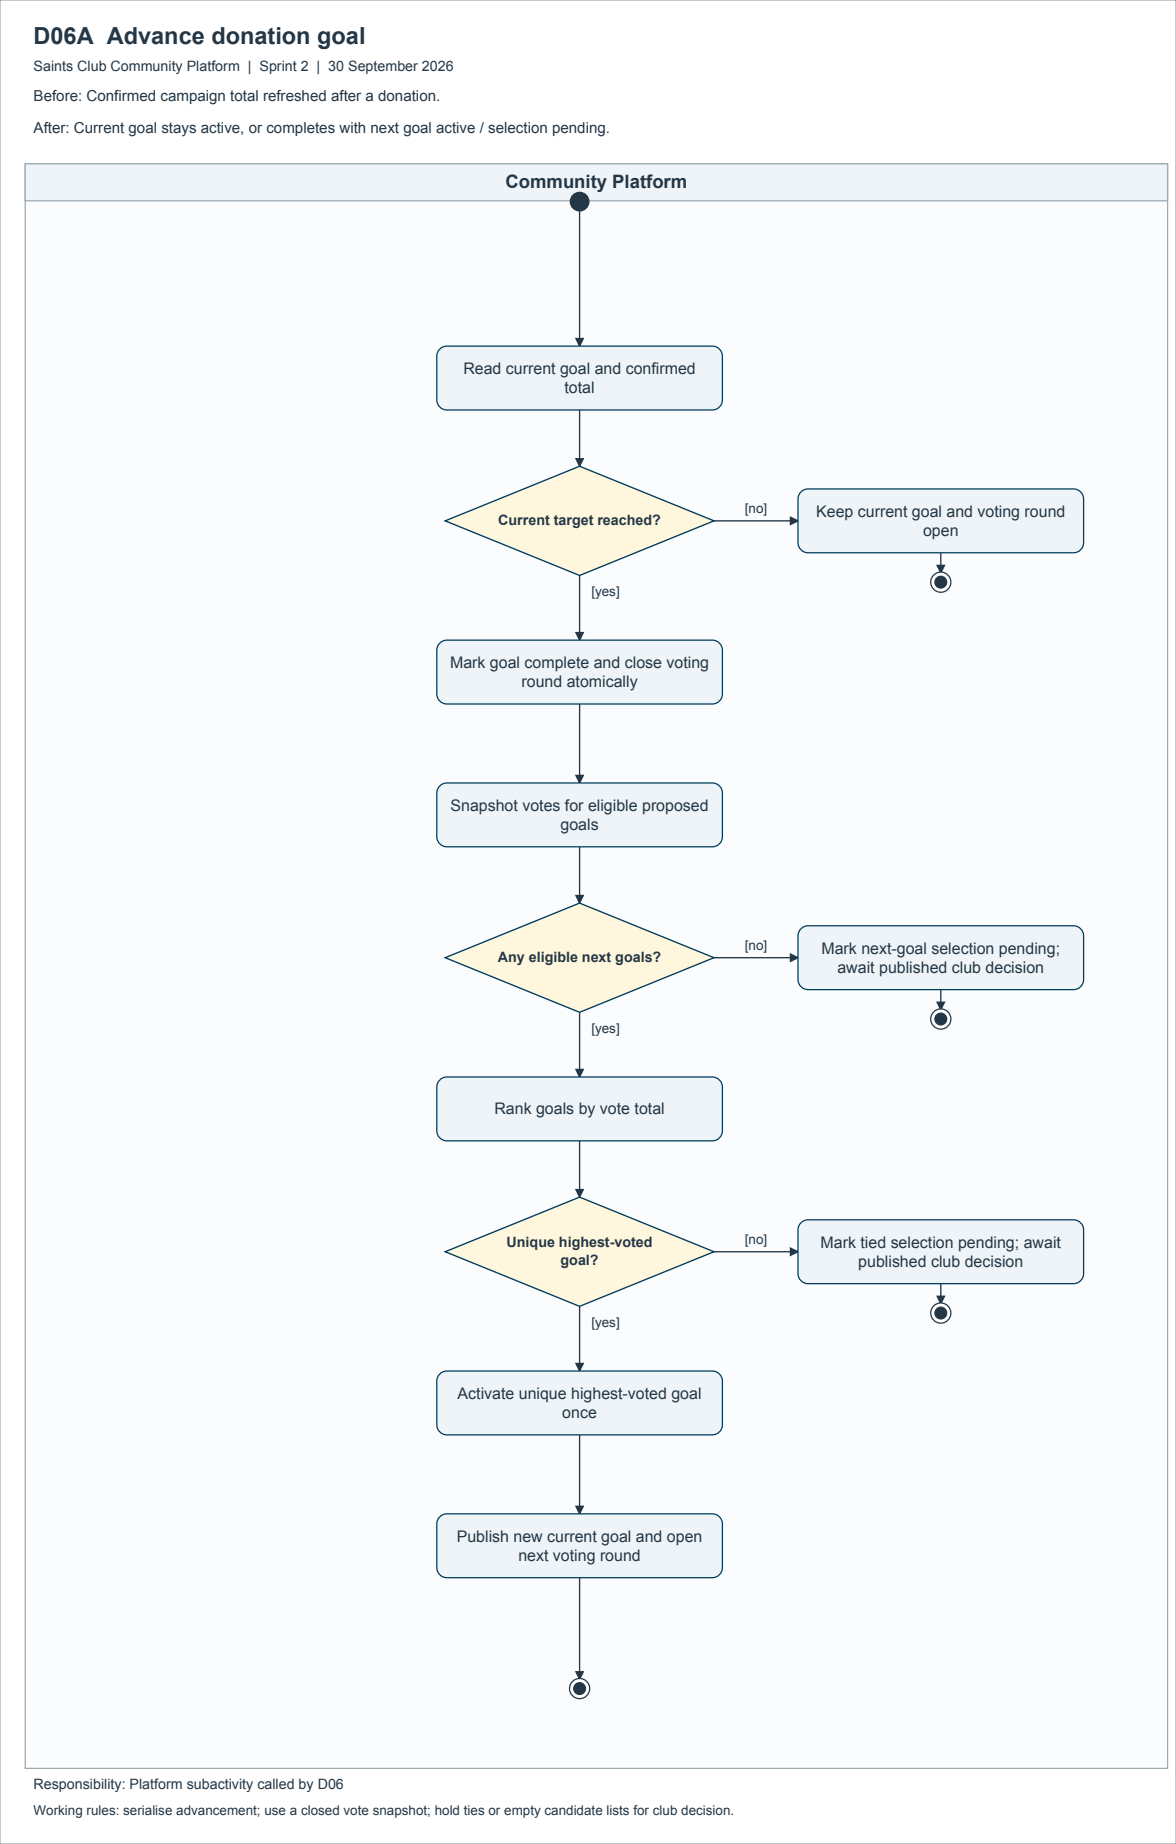 D06A  Advance donation goal
Saints Club Community Platform  |  Sprint 2  |  30 September 2026
Before: Confirmed campaign total refreshed after a donation.
After: Current goal stays active, or completes with next goal active / selection pending.
Community Platform
Read current goal and confirmed
total
Current target reached?
[no]
Keep current goal and voting round
open
[yes]
Mark goal complete and close voting
round atomically
Snapshot votes for eligible proposed
goals
Any eligible next goals?
[no]
Mark next-goal selection pending;
await published club decision
[yes]
Rank goals by vote total
Unique highest-voted
goal?
[no]
Mark tied selection pending; await
published club decision
[yes]
Activate unique highest-voted goal
once
Publish new current goal and open
next voting round
Responsibility: Platform subactivity called by D06
Working rules: serialise advancement; use a closed vote snapshot; hold ties or empty candidate lists for club decision.